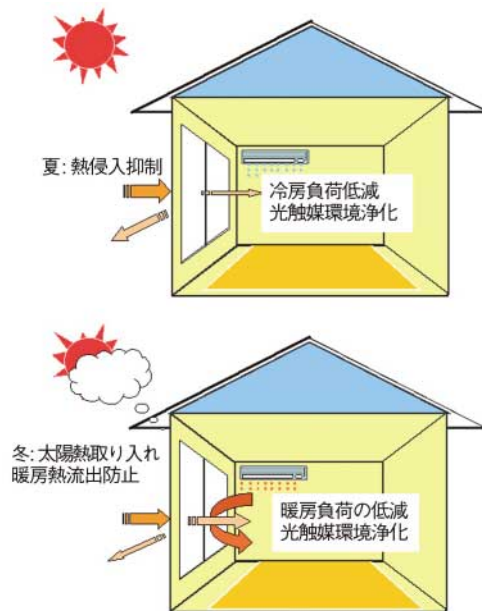 夏: 熱侵入抑制
冷房負荷低減
光触媒環境浄化
冬: 太陽熱取り入れ
暖房熱流出防止
暖房負荷の低減
光触媒環境浄化